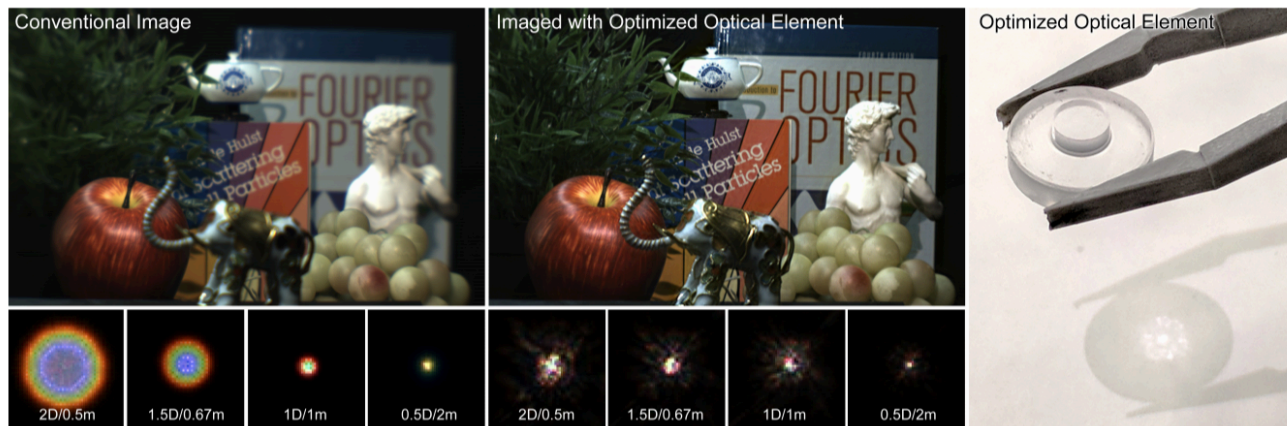 Conventional Image
FOURIER
OPTICS
Hulst
Scattering
Particles
2D/0.5m
1.5D/0.67m
1D/1m
0.5D/2m
Imaged with Optimized Optical Element
FOURTH EDITION
FOURIER
OPTICS
de Hulst
Scattering
Particles
2D/0.5m
1.5D/0.67m
1D/1m
0.5D/2m
Optimized Optical Element